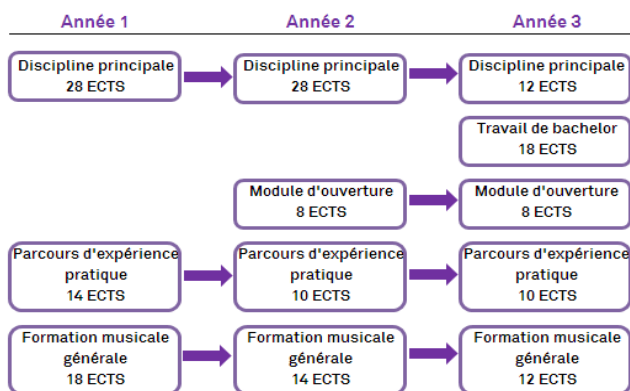 Année 1
Année 2
Année 3
Discipline principale
28 ECTS
Discipline principale
28 ECTS
Discipline principale
12 ECTS
Travail de bachelor
18 ECTS
Module d'ouverture
8 ECTS
Module d'ouverture
8 ECTS
Parcours d'expérience
pratique
14 ECTS
Parcours d'expérience
pratique
10 ECTS
Parcours d'expérience
pratique
10 ECTS
Formation musicale
générale
18 ECTS
Formation musicale
générale
14 ECTS
Formation musicale
générale
12 ECTS